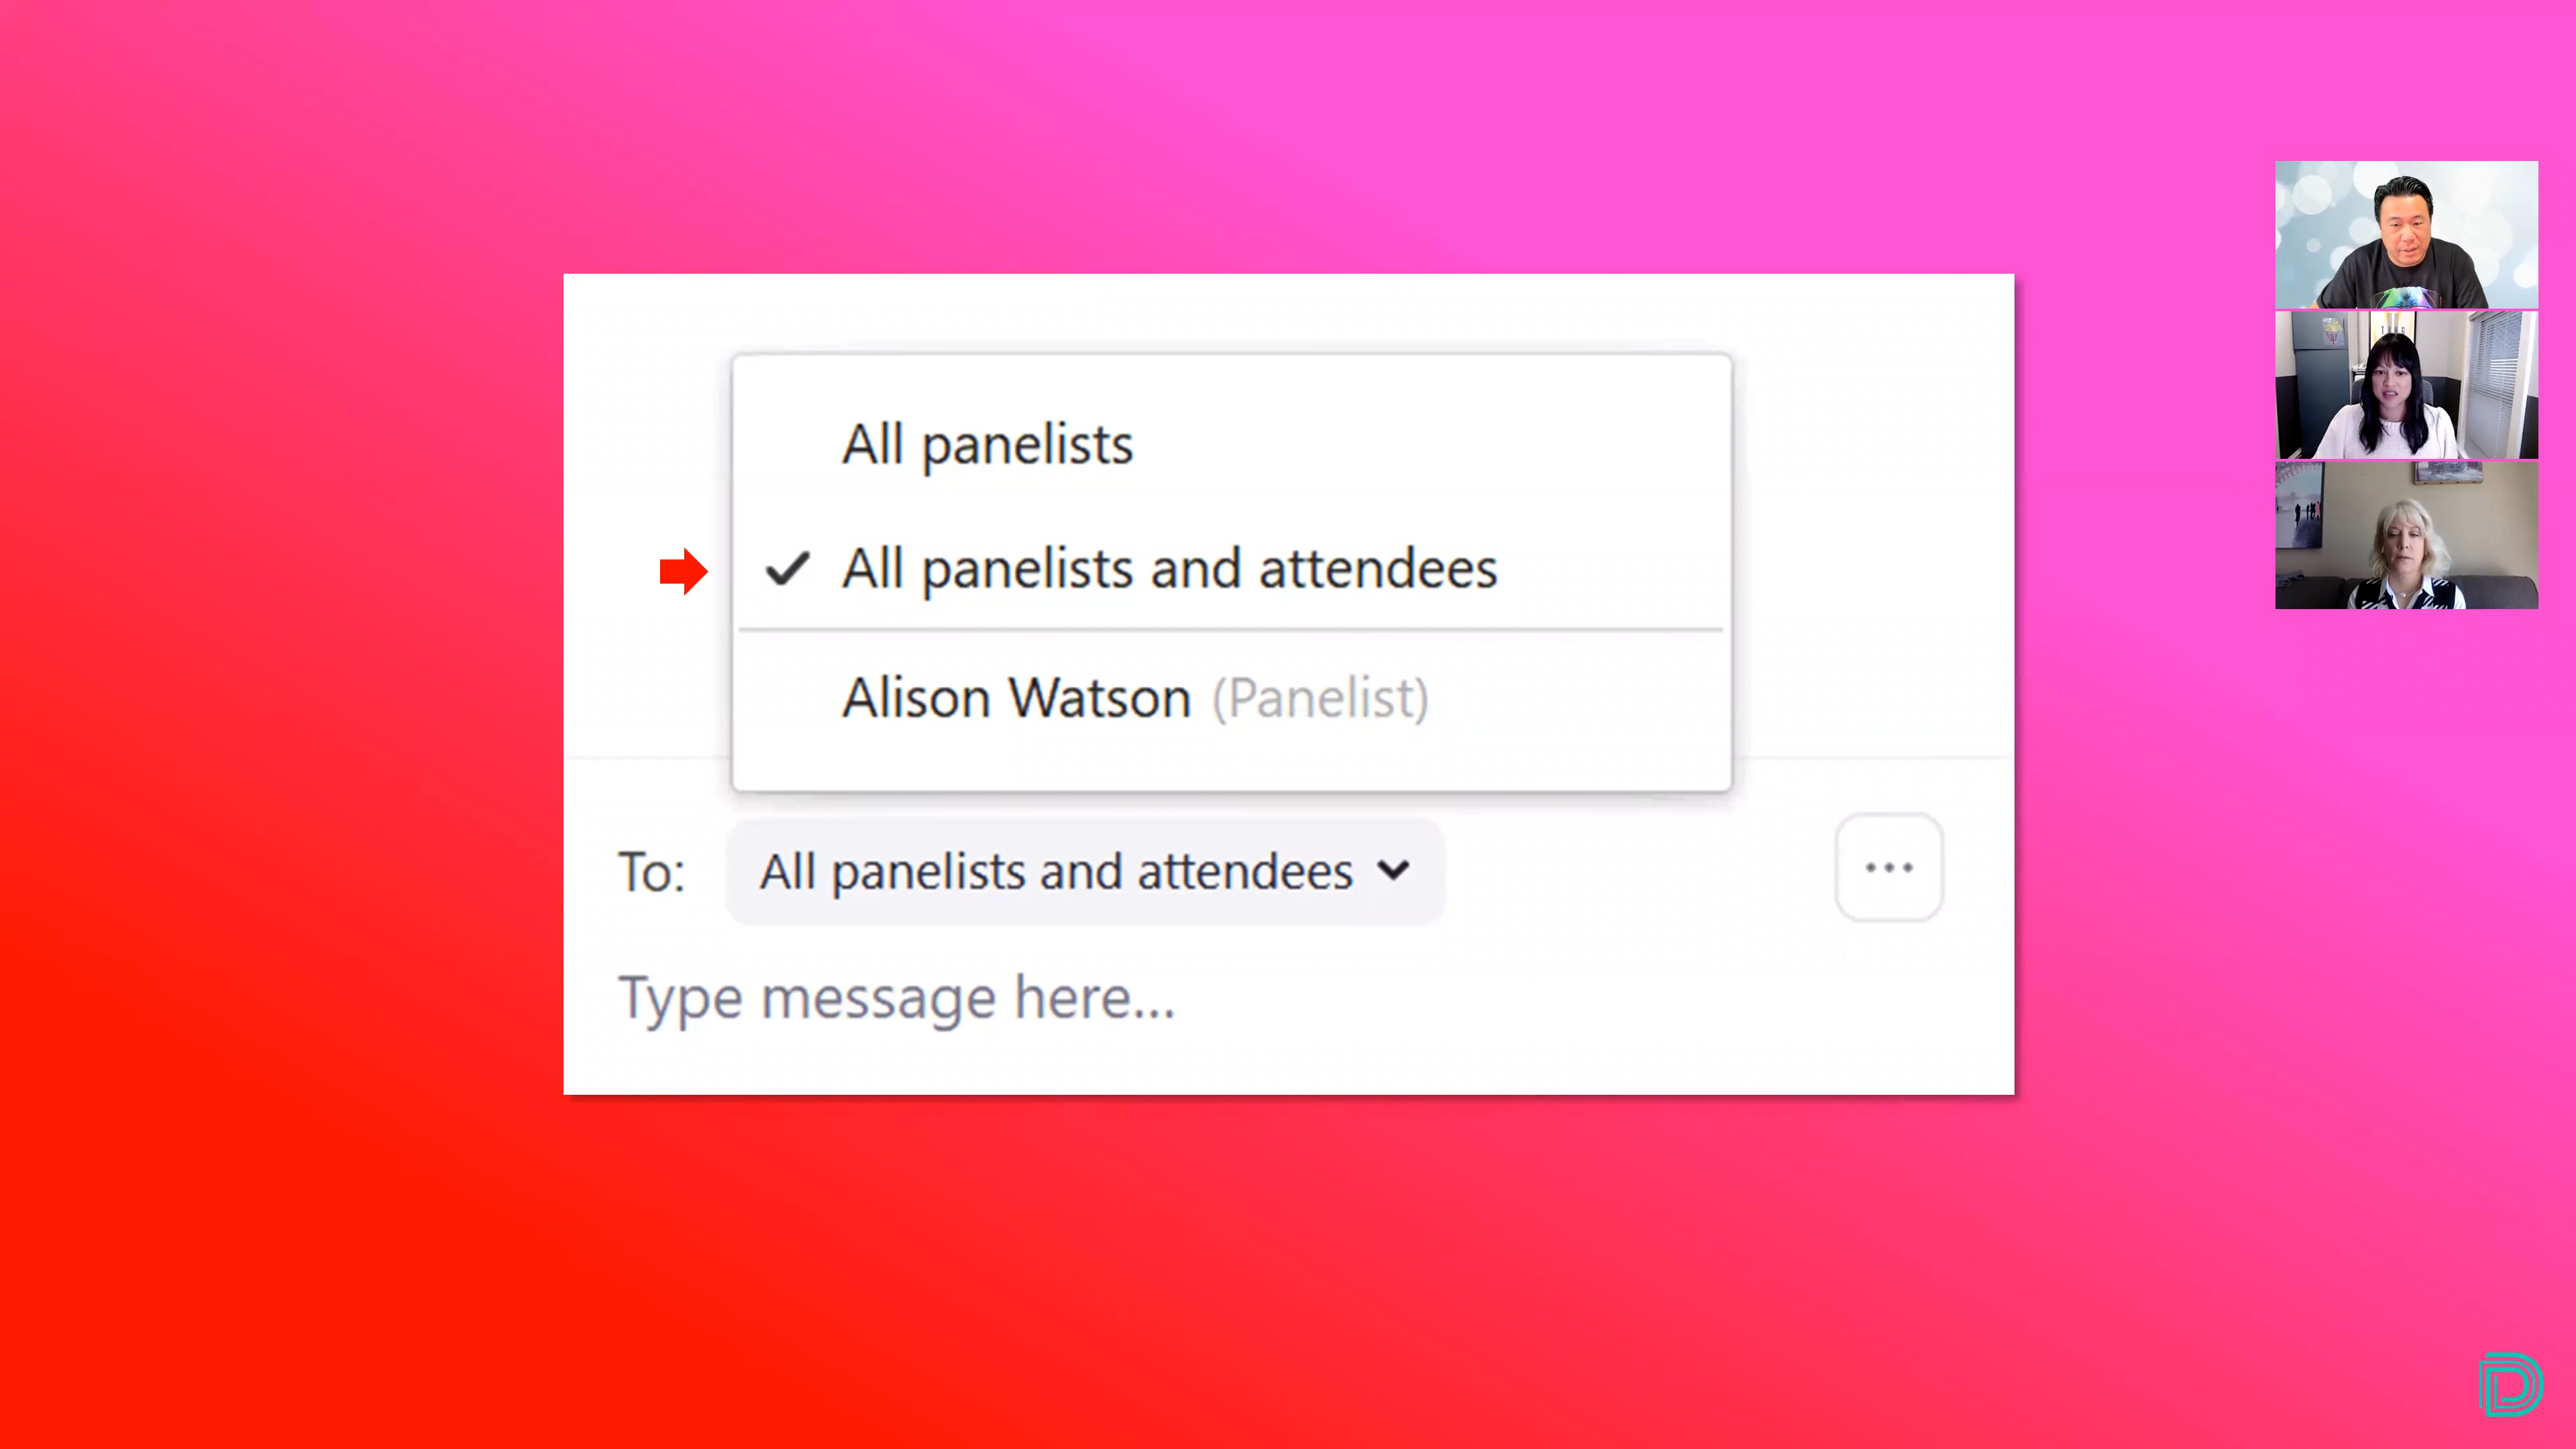 All panelists
✓ All panelists and attendees
Alison Watson (Panelist)
To: All panelists and attendees
Type message here...